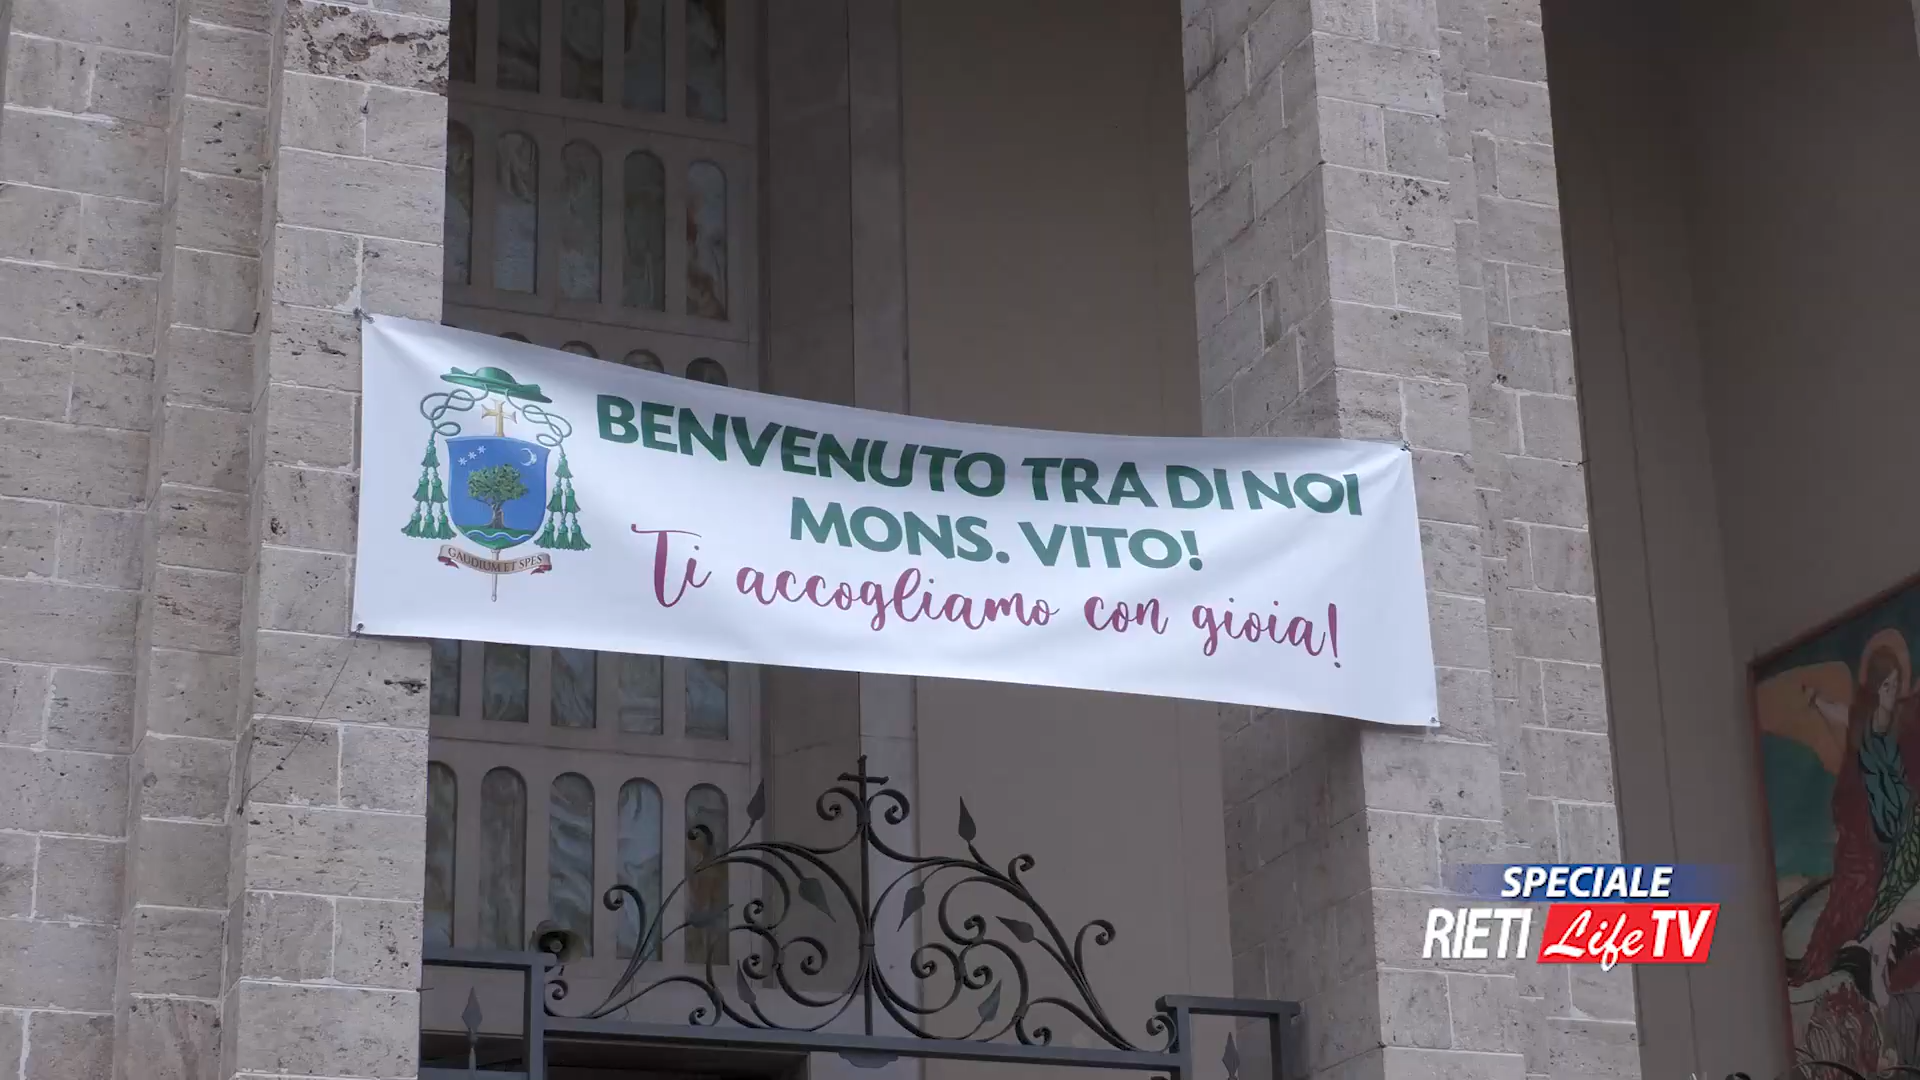 BENVENUTO TRA DI NOI
MONS. VITO!
Ti accogliamo con gioia!
GAUDIUM ET SPES
SPECIALE
RIETI Life TV